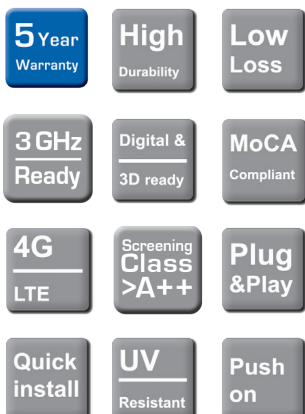 5 Year
Warranty
High
Durability
Low
Loss
3 GHz
Ready
Digital &
3D ready
MoCA
Compliant
4G
LTE
Screening
Class
>A++
Plug
&Play
Quick
install
UV
Resistant
Push
on